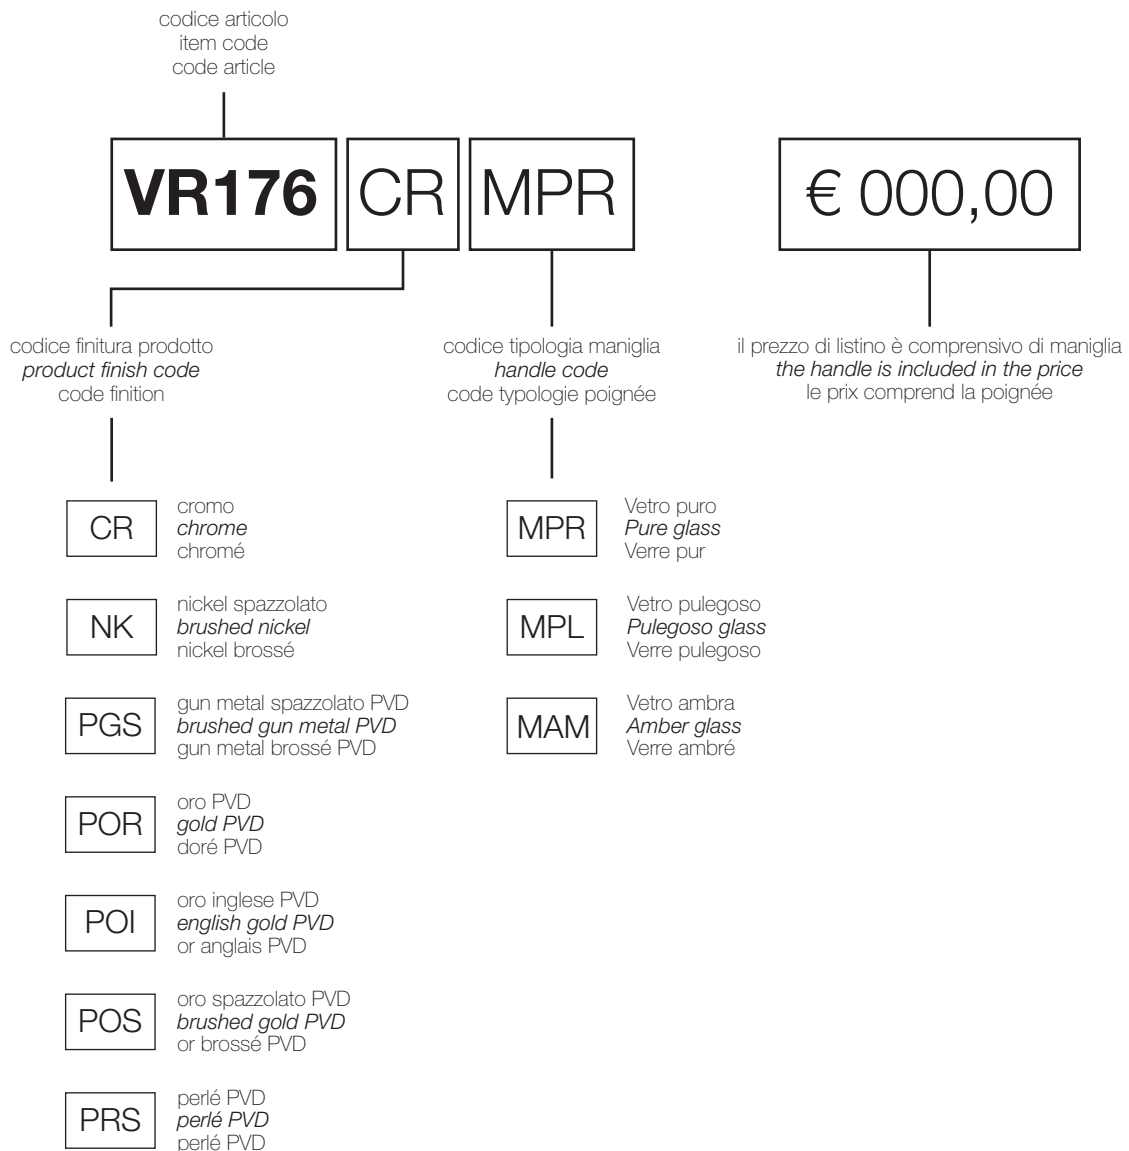 codice articolo
item code
code article
VR176 CR MPR € 000,00
codice finitura prodotto
product finish code
code finition
codice tipologia maniglia
handle code
code typologie poignée
il prezzo di listino è comprensivo di maniglia
the handle is included in the price
le prix comprend la poignée
CR
cromo
chrome
chromé
NK
nickel spazzolato
brushed nickel
nickel brossé
PGS
gun metal spazzolato PVD
brushed gun metal PVD
gun metal brossé PVD
POR
oro PVD
gold PVD
doré PVD
POI
oro inglese PVD
english gold PVD
or anglais PVD
POS
oro spazzolato PVD
brushed gold PVD
or brossé PVD
PRS
perlé PVD
perlé PVD
perlé PVD
MPR
Vetro puro
Pure glass
Verre pur
MPL
Vetro pulegoso
Pulegoso glass
Verre pulegoso
MAM
Vetro ambra
Amber glass
Verre ambré